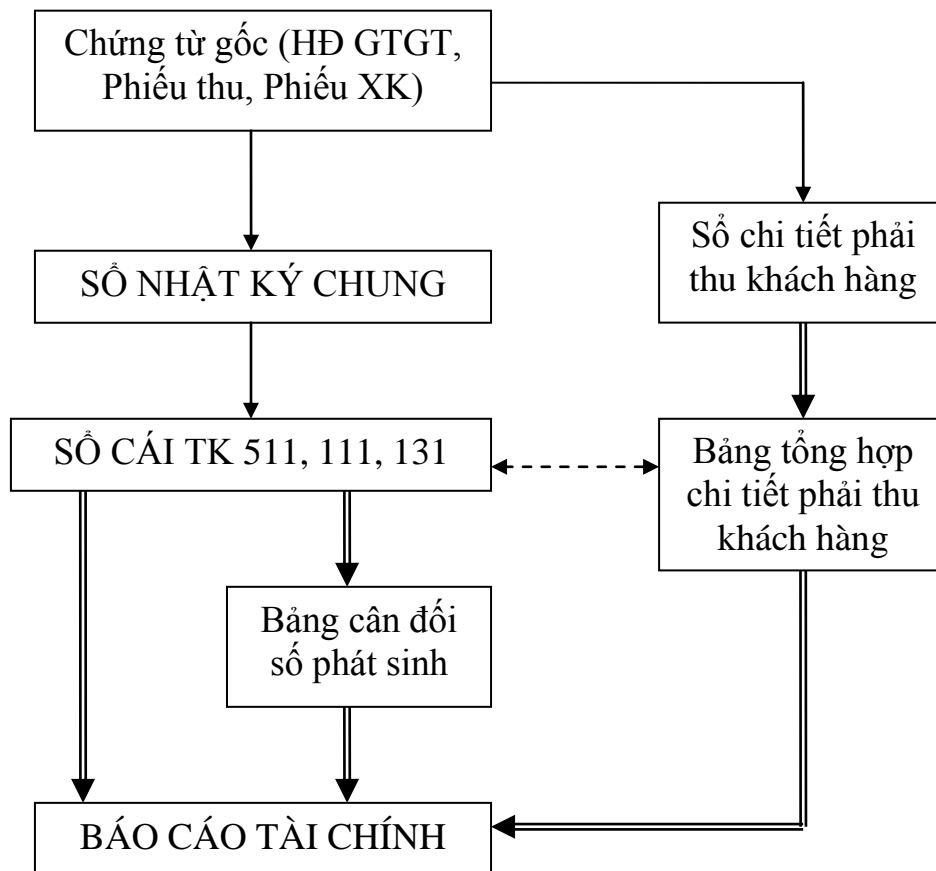 Chứng từ gốc (HĐ GTGT,
Phiếu thu, Phiếu XK)
SỔ NHẬT KÝ CHUNG
Sổ chi tiết phải
thu khách hàng
SỔ CÁI TK 511, 111, 131
Bảng tổng hợp
chi tiết phải thu
khách hàng
Bảng cân đối
số phát sinh
BÁO CÁO TÀI CHÍNH